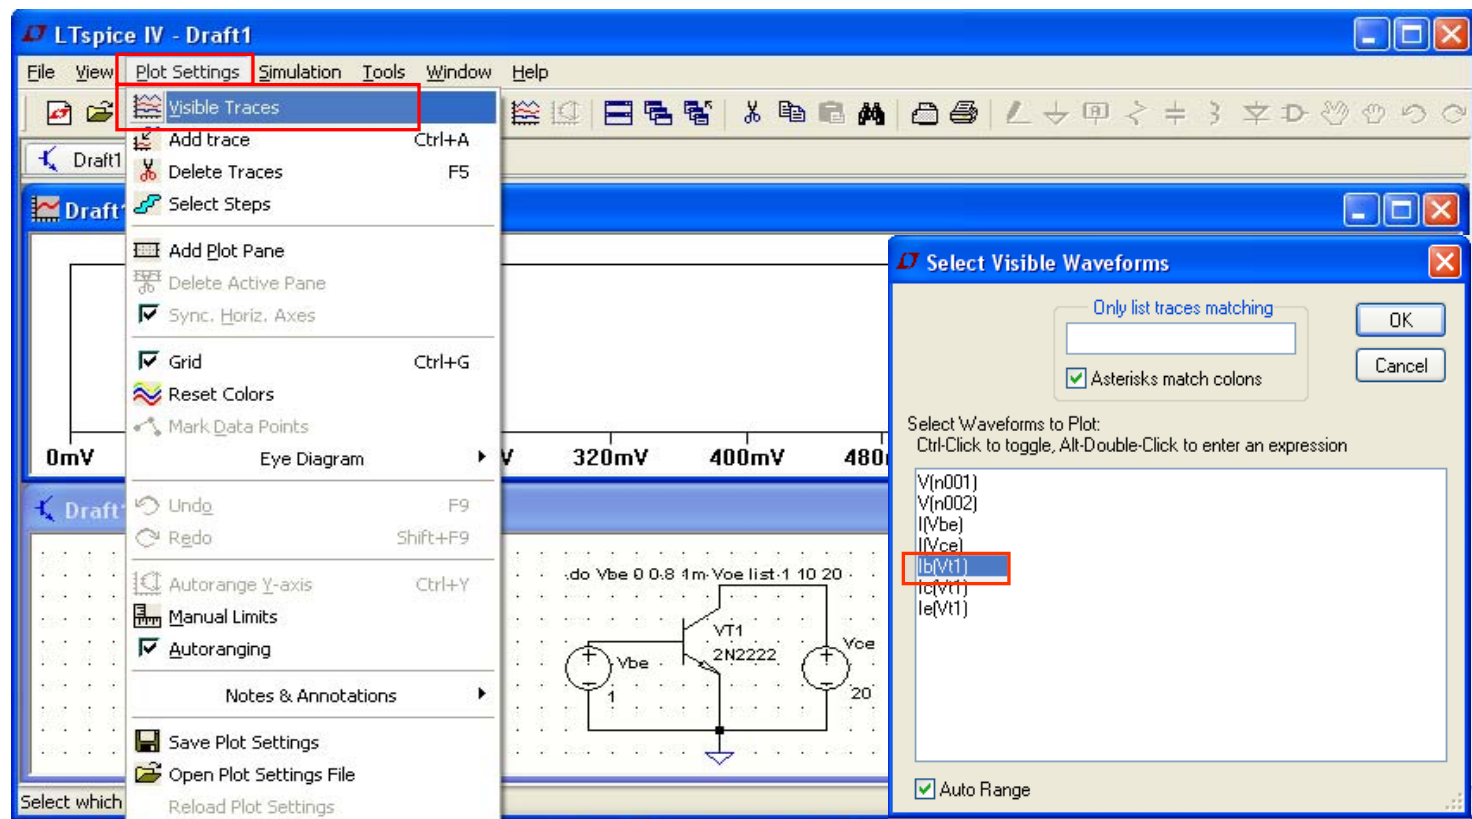 LTspice IV - Draft1
File View Plot Settings Simulation Tools Window Help
Visible Traces
Add trace Ctrl+A
Draft1
Delete Traces F5
Select Steps
Draft
Add Plot Pane
Delete Active Pane
Sync. Horiz. Axes
Grid Ctrl+G
Reset Colors
Mark Data Points
0mV V 320mV 400mV 480
Eye Diagram
Draft
Undo F9
Redo Shift+F9
Autorange Y-axis Ctrl+Y
Manual Limits
Autoranging
Notes & Annotations
Save Plot Settings
Open Plot Settings File
Reload Plot Settings
Select which
.do Vbe 0 0.8 1m Vce list 1 10 20
VT1
2N2222
Vbe
1
Vce
20
Select Visible Waveforms
Only list traces matching
OK
Asterisks match colons
Cancel
Select Waveforms to Plot:
Ctrl-Click to toggle, Alt-Double-Click to enter an expression
V(n001)
V(n002)
I(Vbe)
I(Vce)
Ib(Vt1)
Ic(Vt1)
Ie(Vt1)
Auto Range